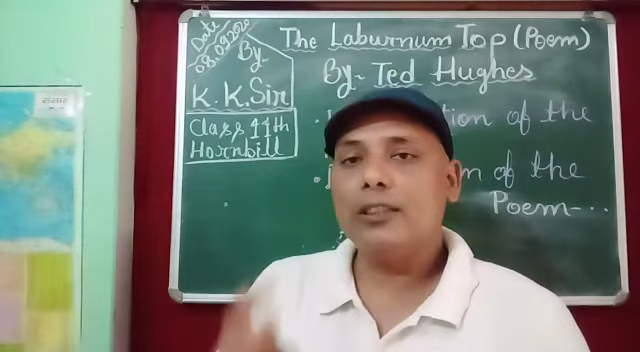 Date
08.09.2020
By
K. K. Sir
Class 11th
Hornbill
The Laburnum Top (Poem)
By- Ted Hughes
of the
of the
Poem-...
संसार